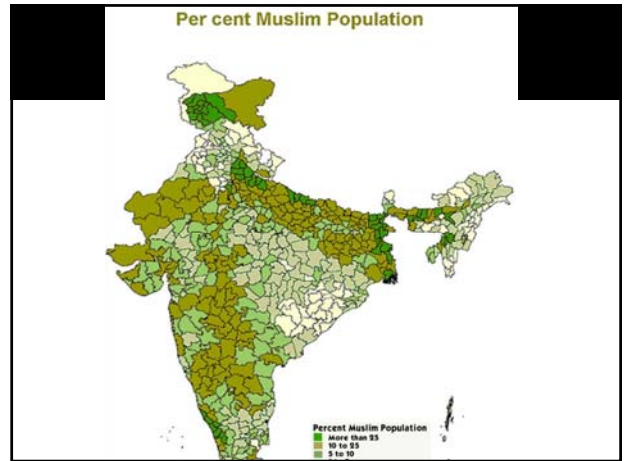 Per cent Muslim Population
Percent Muslim Population
More than 25
10 to 25
5 to 10